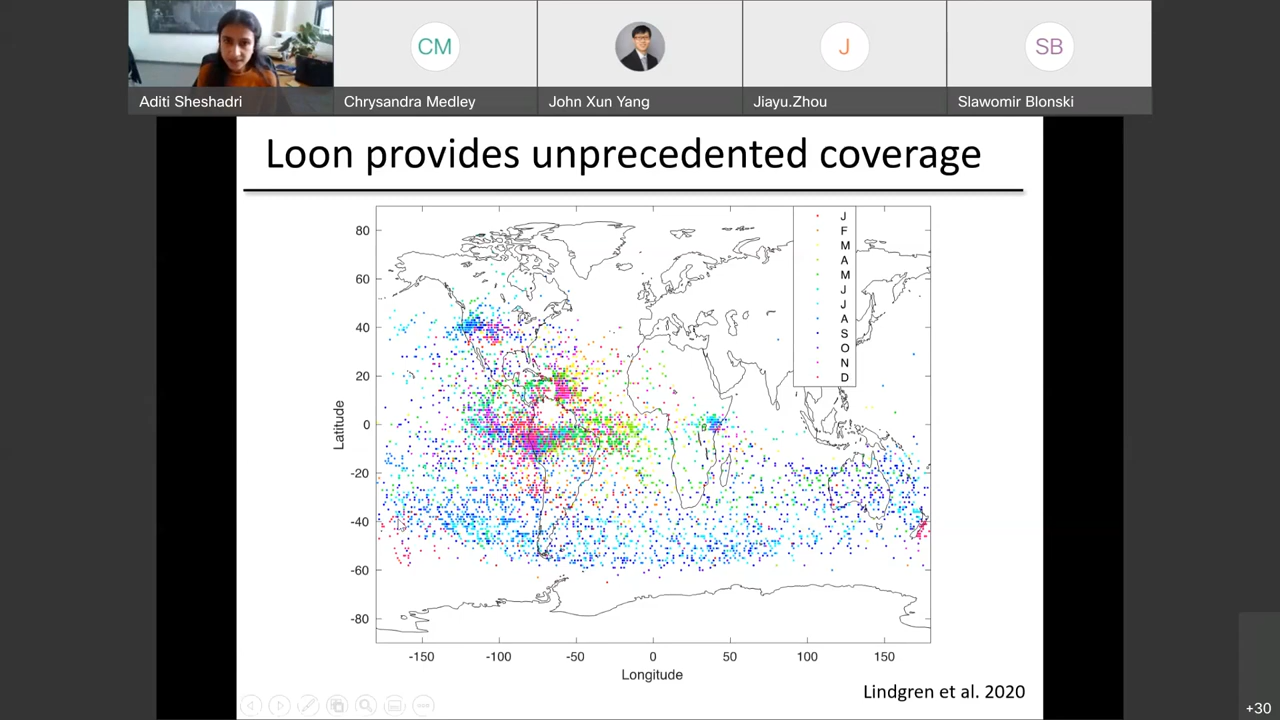 CM
J
SB
Aditi Sheshadri
Chrysandra Medley
John Xun Yang
Jiayu.Zhou
Slawomir Blonski
Loon provides unprecedented coverage
J
F
M
A
M
J
J
A
S
O
N
D
80
60
40
20
0
-20
-40
-60
-80
Latitude
-150
-100
-50
0
50
100
150
Longitude
Lindgren et al. 2020
+30